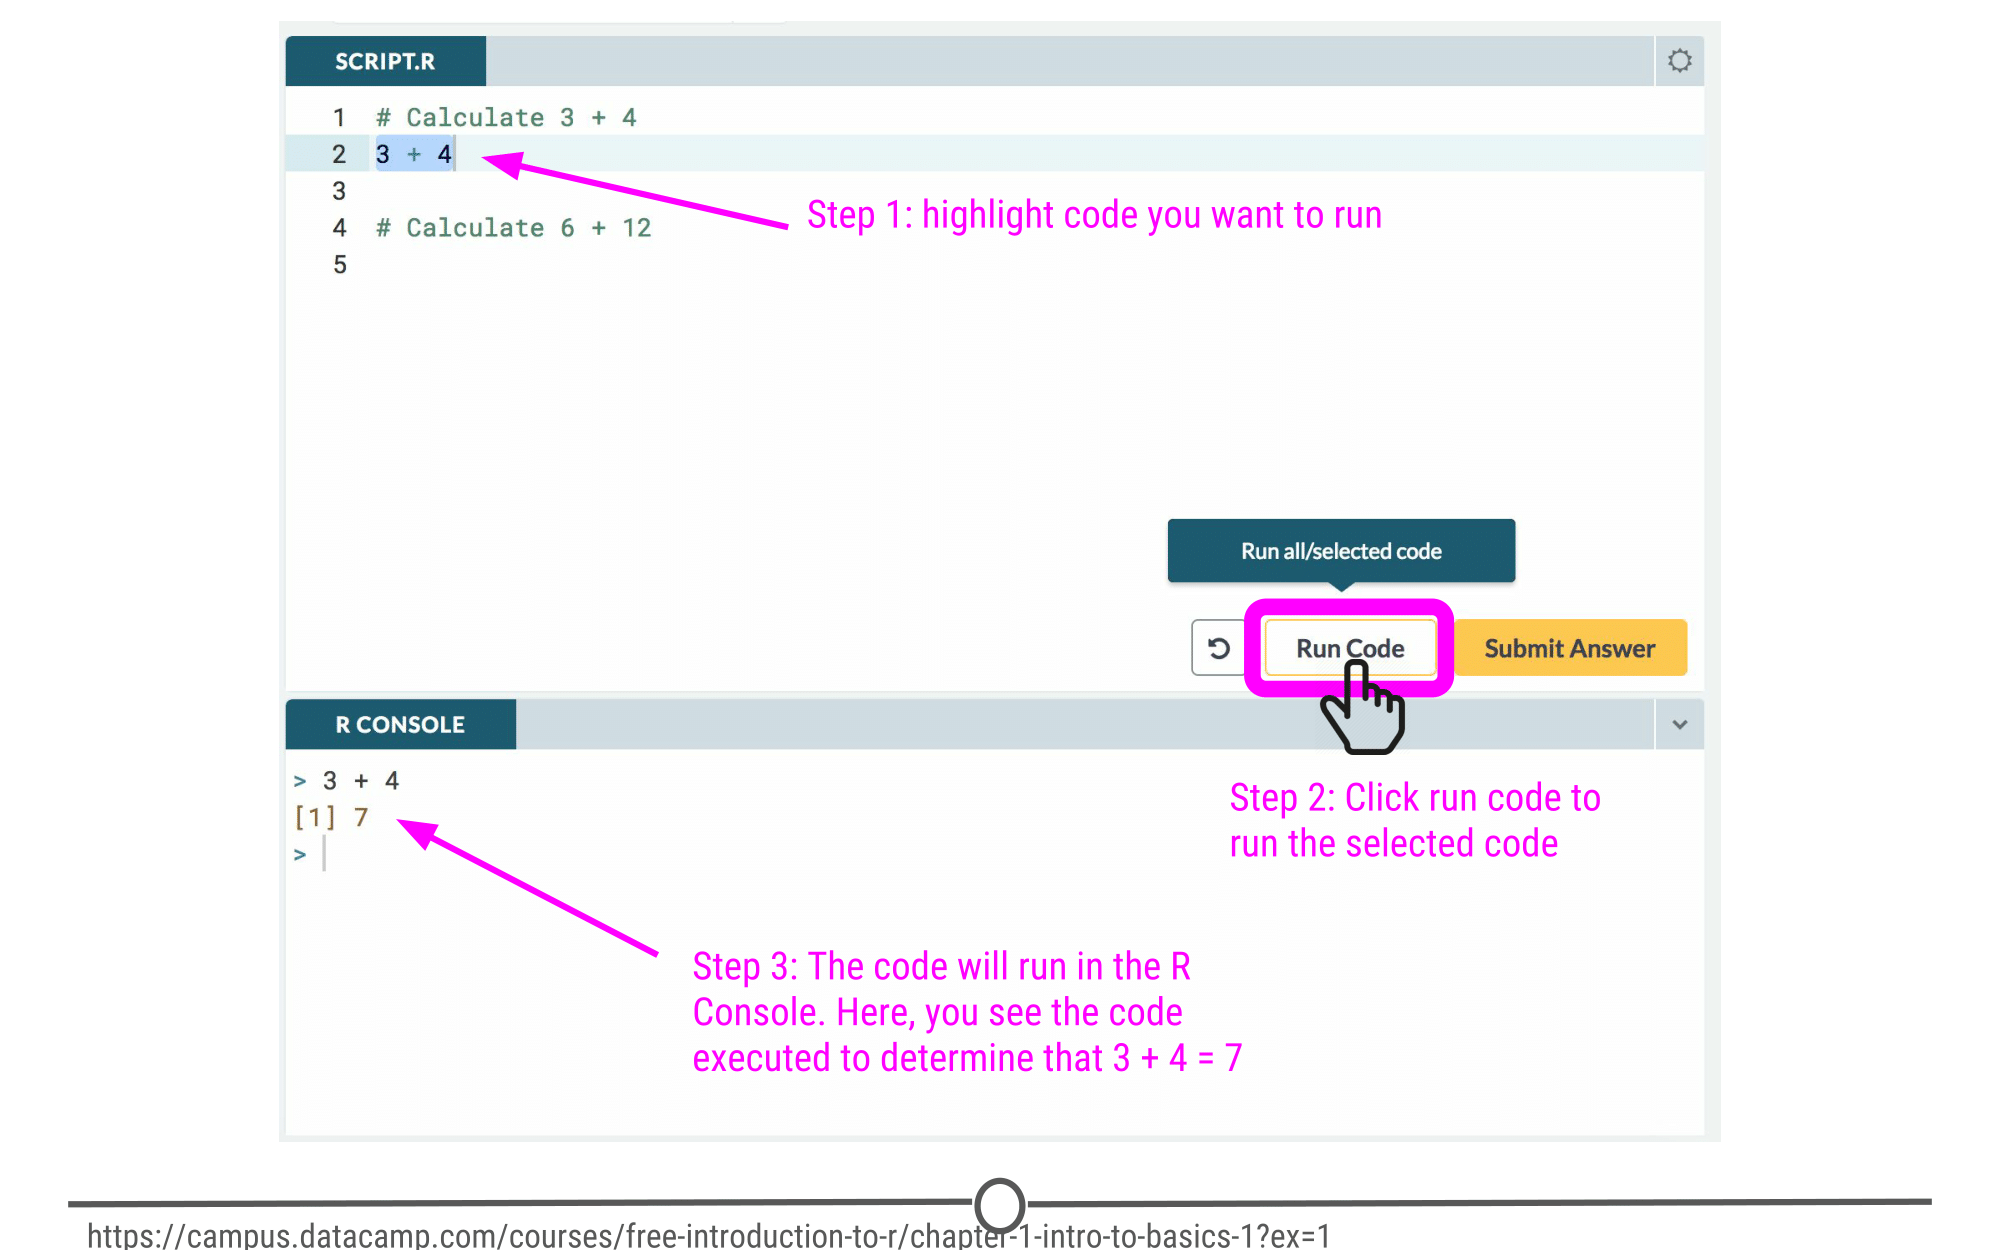 SCRIPT.R
1 # Calculate 3 + 4
2 3 + 4
3
4 # Calculate 6 + 12
5
Step 1: highlight code you want to run
Run all/selected code
Run Code
Submit Answer
R CONSOLE
> 3 + 4
[1] 7
>
Step 2: Click run code to
run the selected code
Step 3: The code will run in the R
Console. Here, you see the code
executed to determine that 3 + 4 = 7
https://campus.datacamp.com/courses/free-introduction-to-r/chapter-1-intro-to-basics-1?ex=1